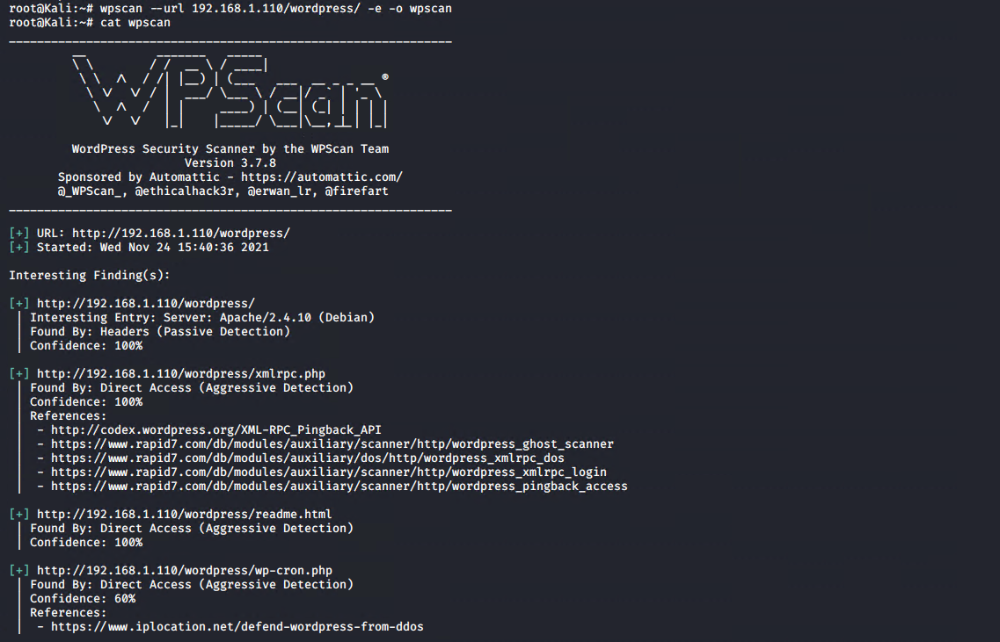 root@Kali:~# wpscan --url 192.168.1.110/wordpress/ -e -o wpscan
root@Kali:~# cat wpscan
_______________________________________________________________
WPScan ®
WordPress Security Scanner by the WPScan Team
Version 3.7.8
Sponsored by Automattic - https://automattic.com/
@_WPScan_, @ethicalhack3r, @erwan_lr, @firefart
_______________________________________________________________
[+] URL: http://192.168.1.110/wordpress/
[+] Started: Wed Nov 24 15:40:36 2021
Interesting Finding(s):
[+] http://192.168.1.110/wordpress/
| Interesting Entry: Server: Apache/2.4.10 (Debian)
| Found By: Headers (Passive Detection)
| Confidence: 100%
[+] http://192.168.1.110/wordpress/xmlrpc.php
| Found By: Direct Access (Aggressive Detection)
| Confidence: 100%
| References:
|  - http://codex.wordpress.org/XML-RPC_Pingback_API
|  - https://www.rapid7.com/db/modules/auxiliary/scanner/http/wordpress_ghost_scanner
|  - https://www.rapid7.com/db/modules/auxiliary/dos/http/wordpress_xmlrpc_dos
|  - https://www.rapid7.com/db/modules/auxiliary/scanner/http/wordpress_xmlrpc_login
|  - https://www.rapid7.com/db/modules/auxiliary/scanner/http/wordpress_pingback_access
[+] http://192.168.1.110/wordpress/readme.html
| Found By: Direct Access (Aggressive Detection)
| Confidence: 100%
[+] http://192.168.1.110/wordpress/wp-cron.php
| Found By: Direct Access (Aggressive Detection)
| Confidence: 60%
| References:
|  - https://www.iplocation.net/defend-wordpress-from-ddos